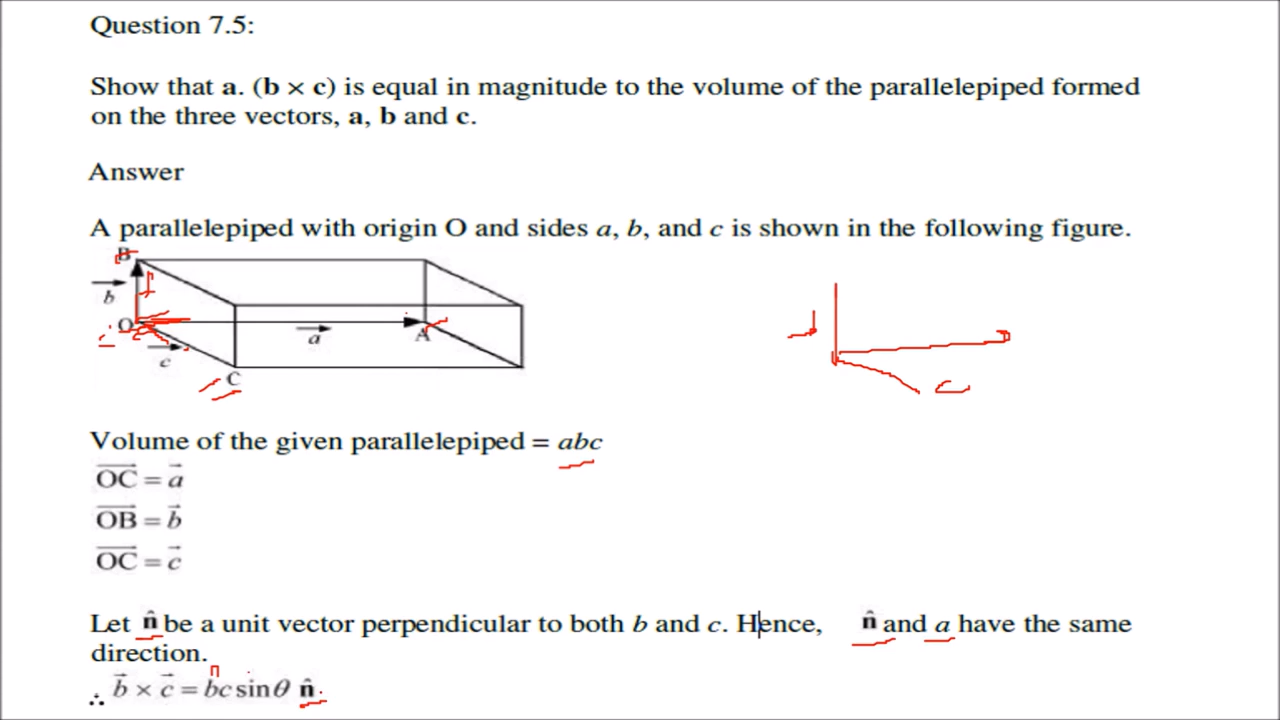 Question 7.5:
Show that a. (b × c) is equal in magnitude to the volume of the parallelepiped formed
on the three vectors, a, b and c.
Answer
A parallelepiped with origin O and sides a, b, and c is shown in the following figure.
B
b
O
a
A
c
C
c
Volume of the given parallelepiped = abc
OC = a
OB = b
OC = c
Let n̂ be a unit vector perpendicular to both b and c. Hence, n̂ and a have the same
direction.
∴ b × c = bc sinθ n̂